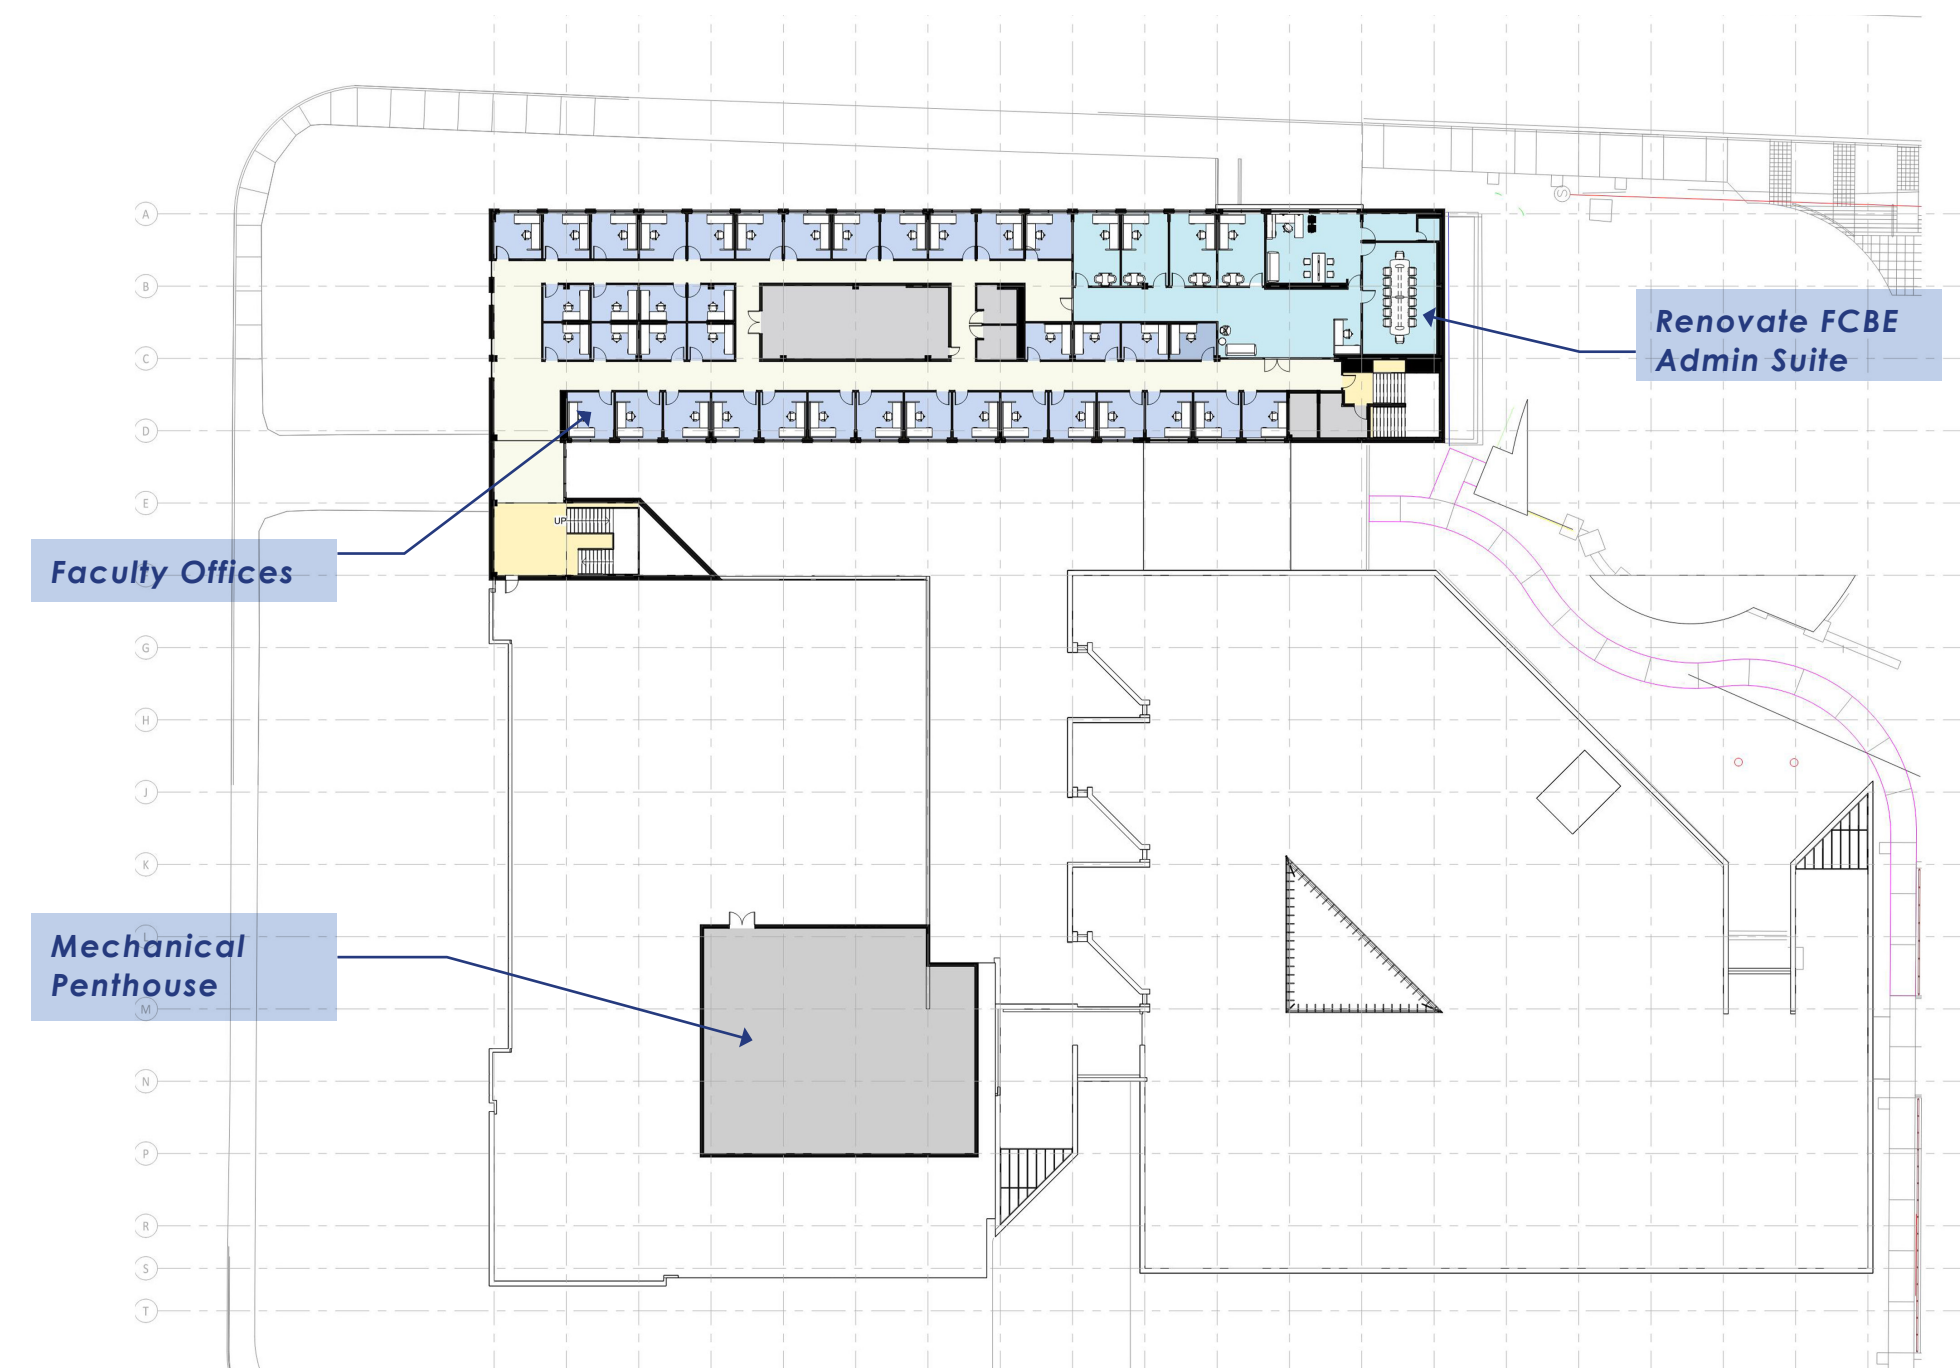 A
B
Renovate FCBE
Admin Suite
C
D
E
UP
Faculty Offices
G
H
J
K
Mechanical
Penthouse
L
M
N
P
R
S
T
S